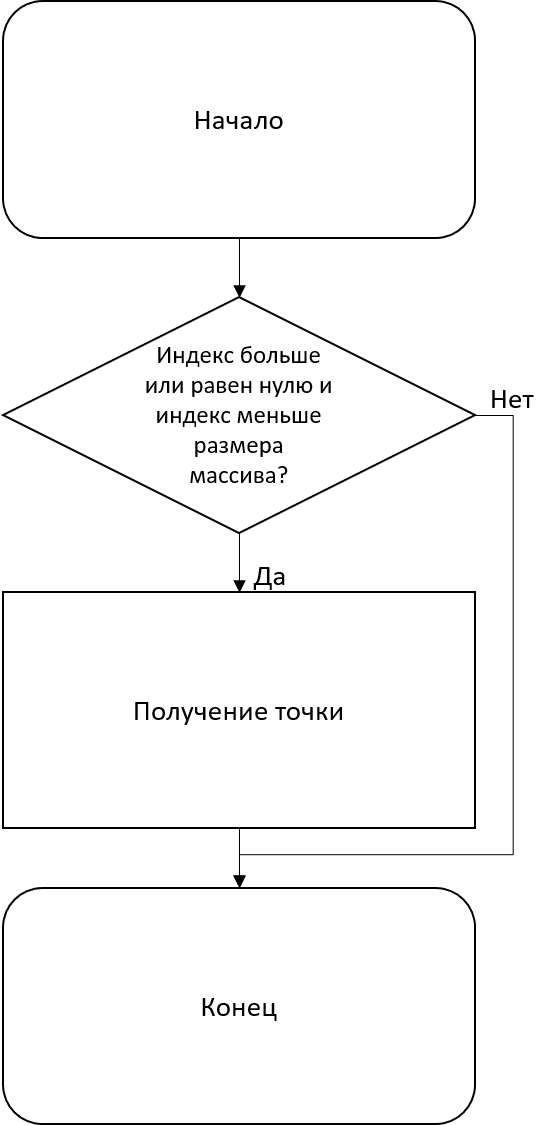 Начало
Индекс больше
или равен нулю и
индекс меньше
размера
массива?
Нет
Да
Получение точки
Конец